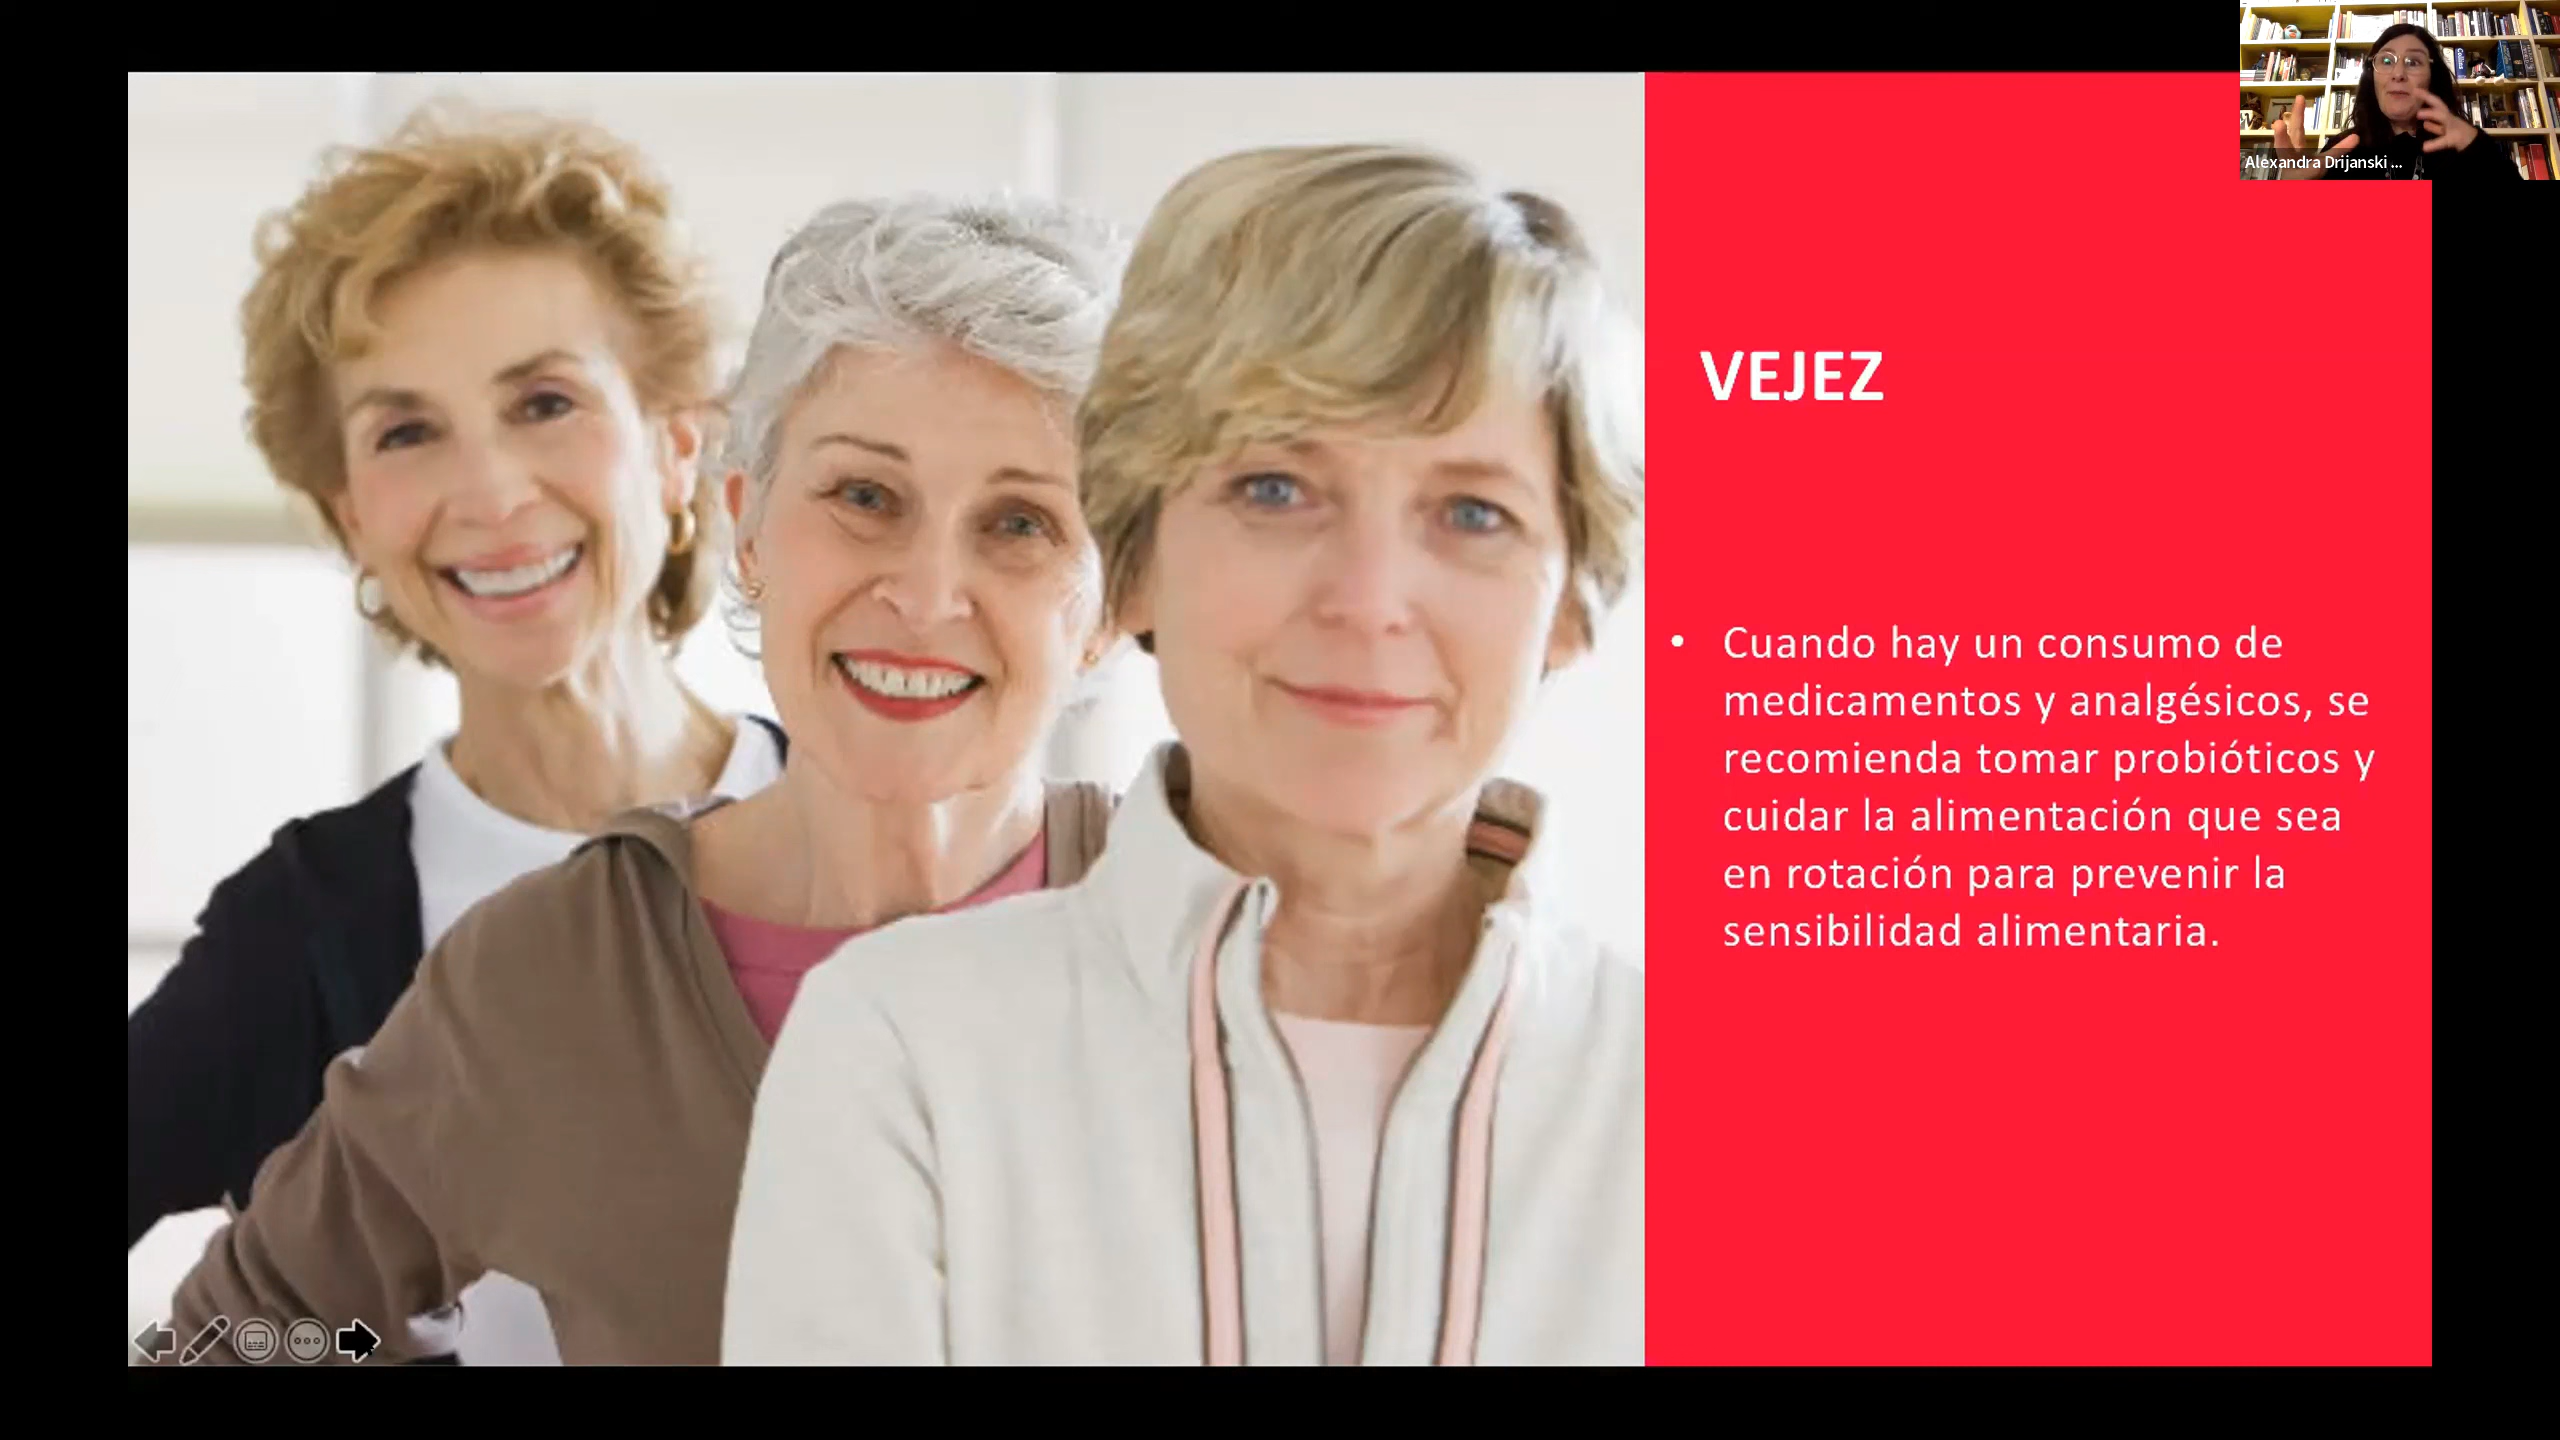 Alexandra Drijanski ...
VEJEZ
• Cuando hay un consumo de
medicamentos y analgésicos, se
recomienda tomar probióticos y
cuidar la alimentación que sea
en rotación para prevenir la
sensibilidad alimentaria.